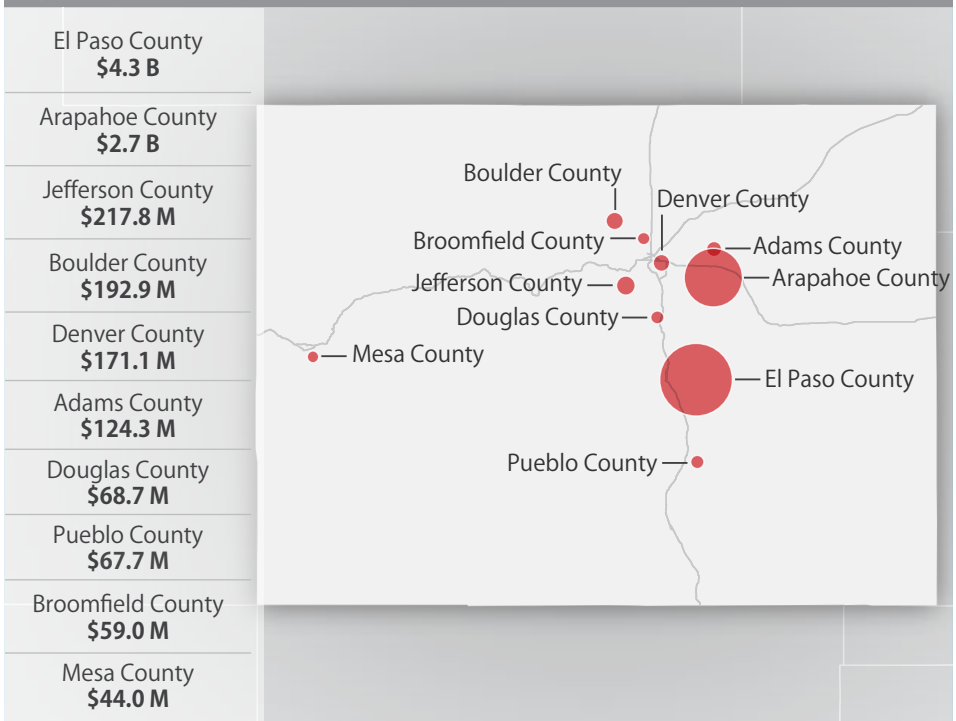 El Paso County
$4.3 B
Arapahoe County
$2.7 B
Jefferson County
$217.8 M
Boulder County
$192.9 M
Denver County
$171.1 M
Adams County
$124.3 M
Douglas County
$68.7 M
Pueblo County
$67.7 M
Broomfield County
$59.0 M
Mesa County
$44.0 M
Boulder County
Denver County
Broomfield County
Adams County
Jefferson County
Arapahoe County
Douglas County
Mesa County
El Paso County
Pueblo County